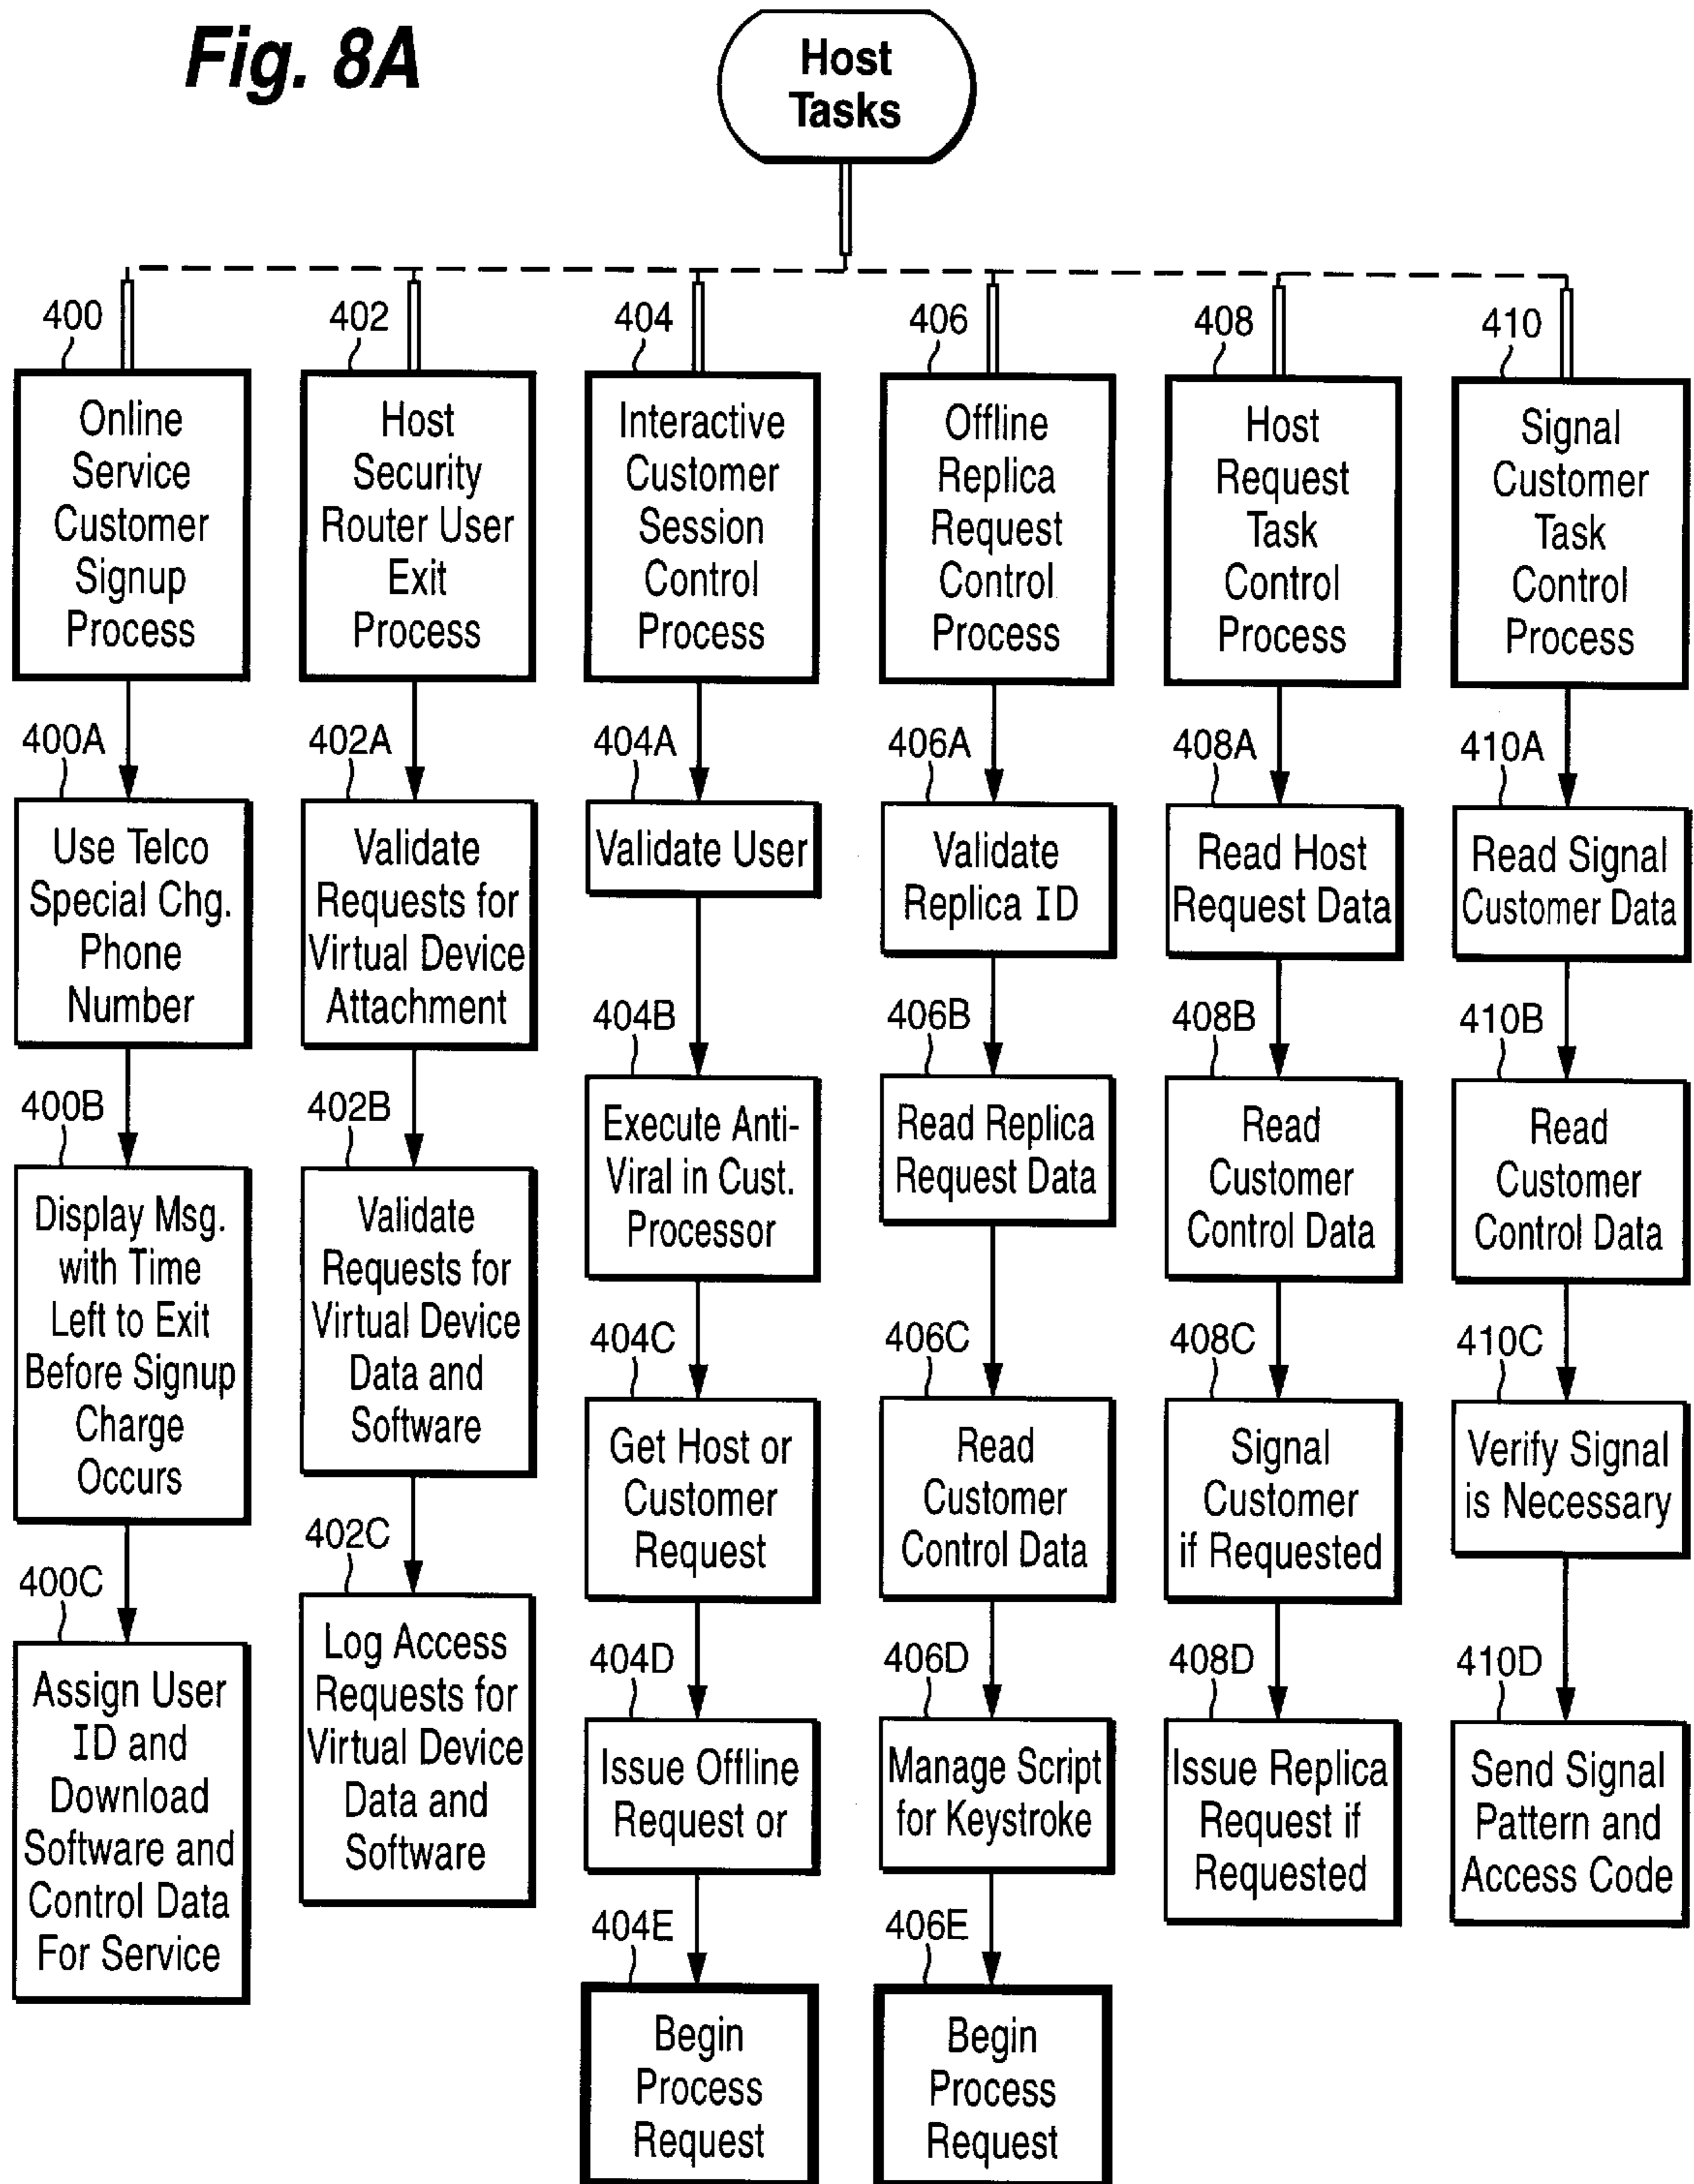 Fig. 8A
Host
Tasks
400
Online
Service
Customer
Signup
Process
400A
Use Telco
Special Chg.
Phone
Number
400B
Display Msg.
with Time
Left to Exit
Before Signup
Charge
Occurs
400C
Assign User
ID and
Download
Software and
Control Data
For Service
402
Host
Security
Router User
Exit
Process
402A
Validate
Requests for
Virtual Device
Attachment
402B
Validate
Requests for
Virtual Device
Data and
Software
402C
Log Access
Requests for
Virtual Device
Data and
Software
404
Interactive
Customer
Session
Control
Process
404A
Validate User
404B
Execute Anti-
Viral in Cust.
Processor
404C
Get Host or
Customer
Request
404D
Issue Offline
Request or
404E
Begin
Process
Request
406
Offline
Replica
Request
Control
Process
406A
Validate
Replica ID
406B
Read Replica
Request Data
406C
Read
Customer
Control Data
406D
Manage Script
for Keystroke
406E
Begin
Process
Request
408
Host
Request
Task
Control
Process
408A
Read Host
Request Data
408B
Read
Customer
Control Data
408C
Signal
Customer
if Requested
408D
Issue Replica
Request if
Requested
410
Signal
Customer
Task
Control
Process
410A
Read Signal
Customer Data
410B
Read
Customer
Control Data
410C
Verify Signal
is Necessary
410D
Send Signal
Pattern and
Access Code